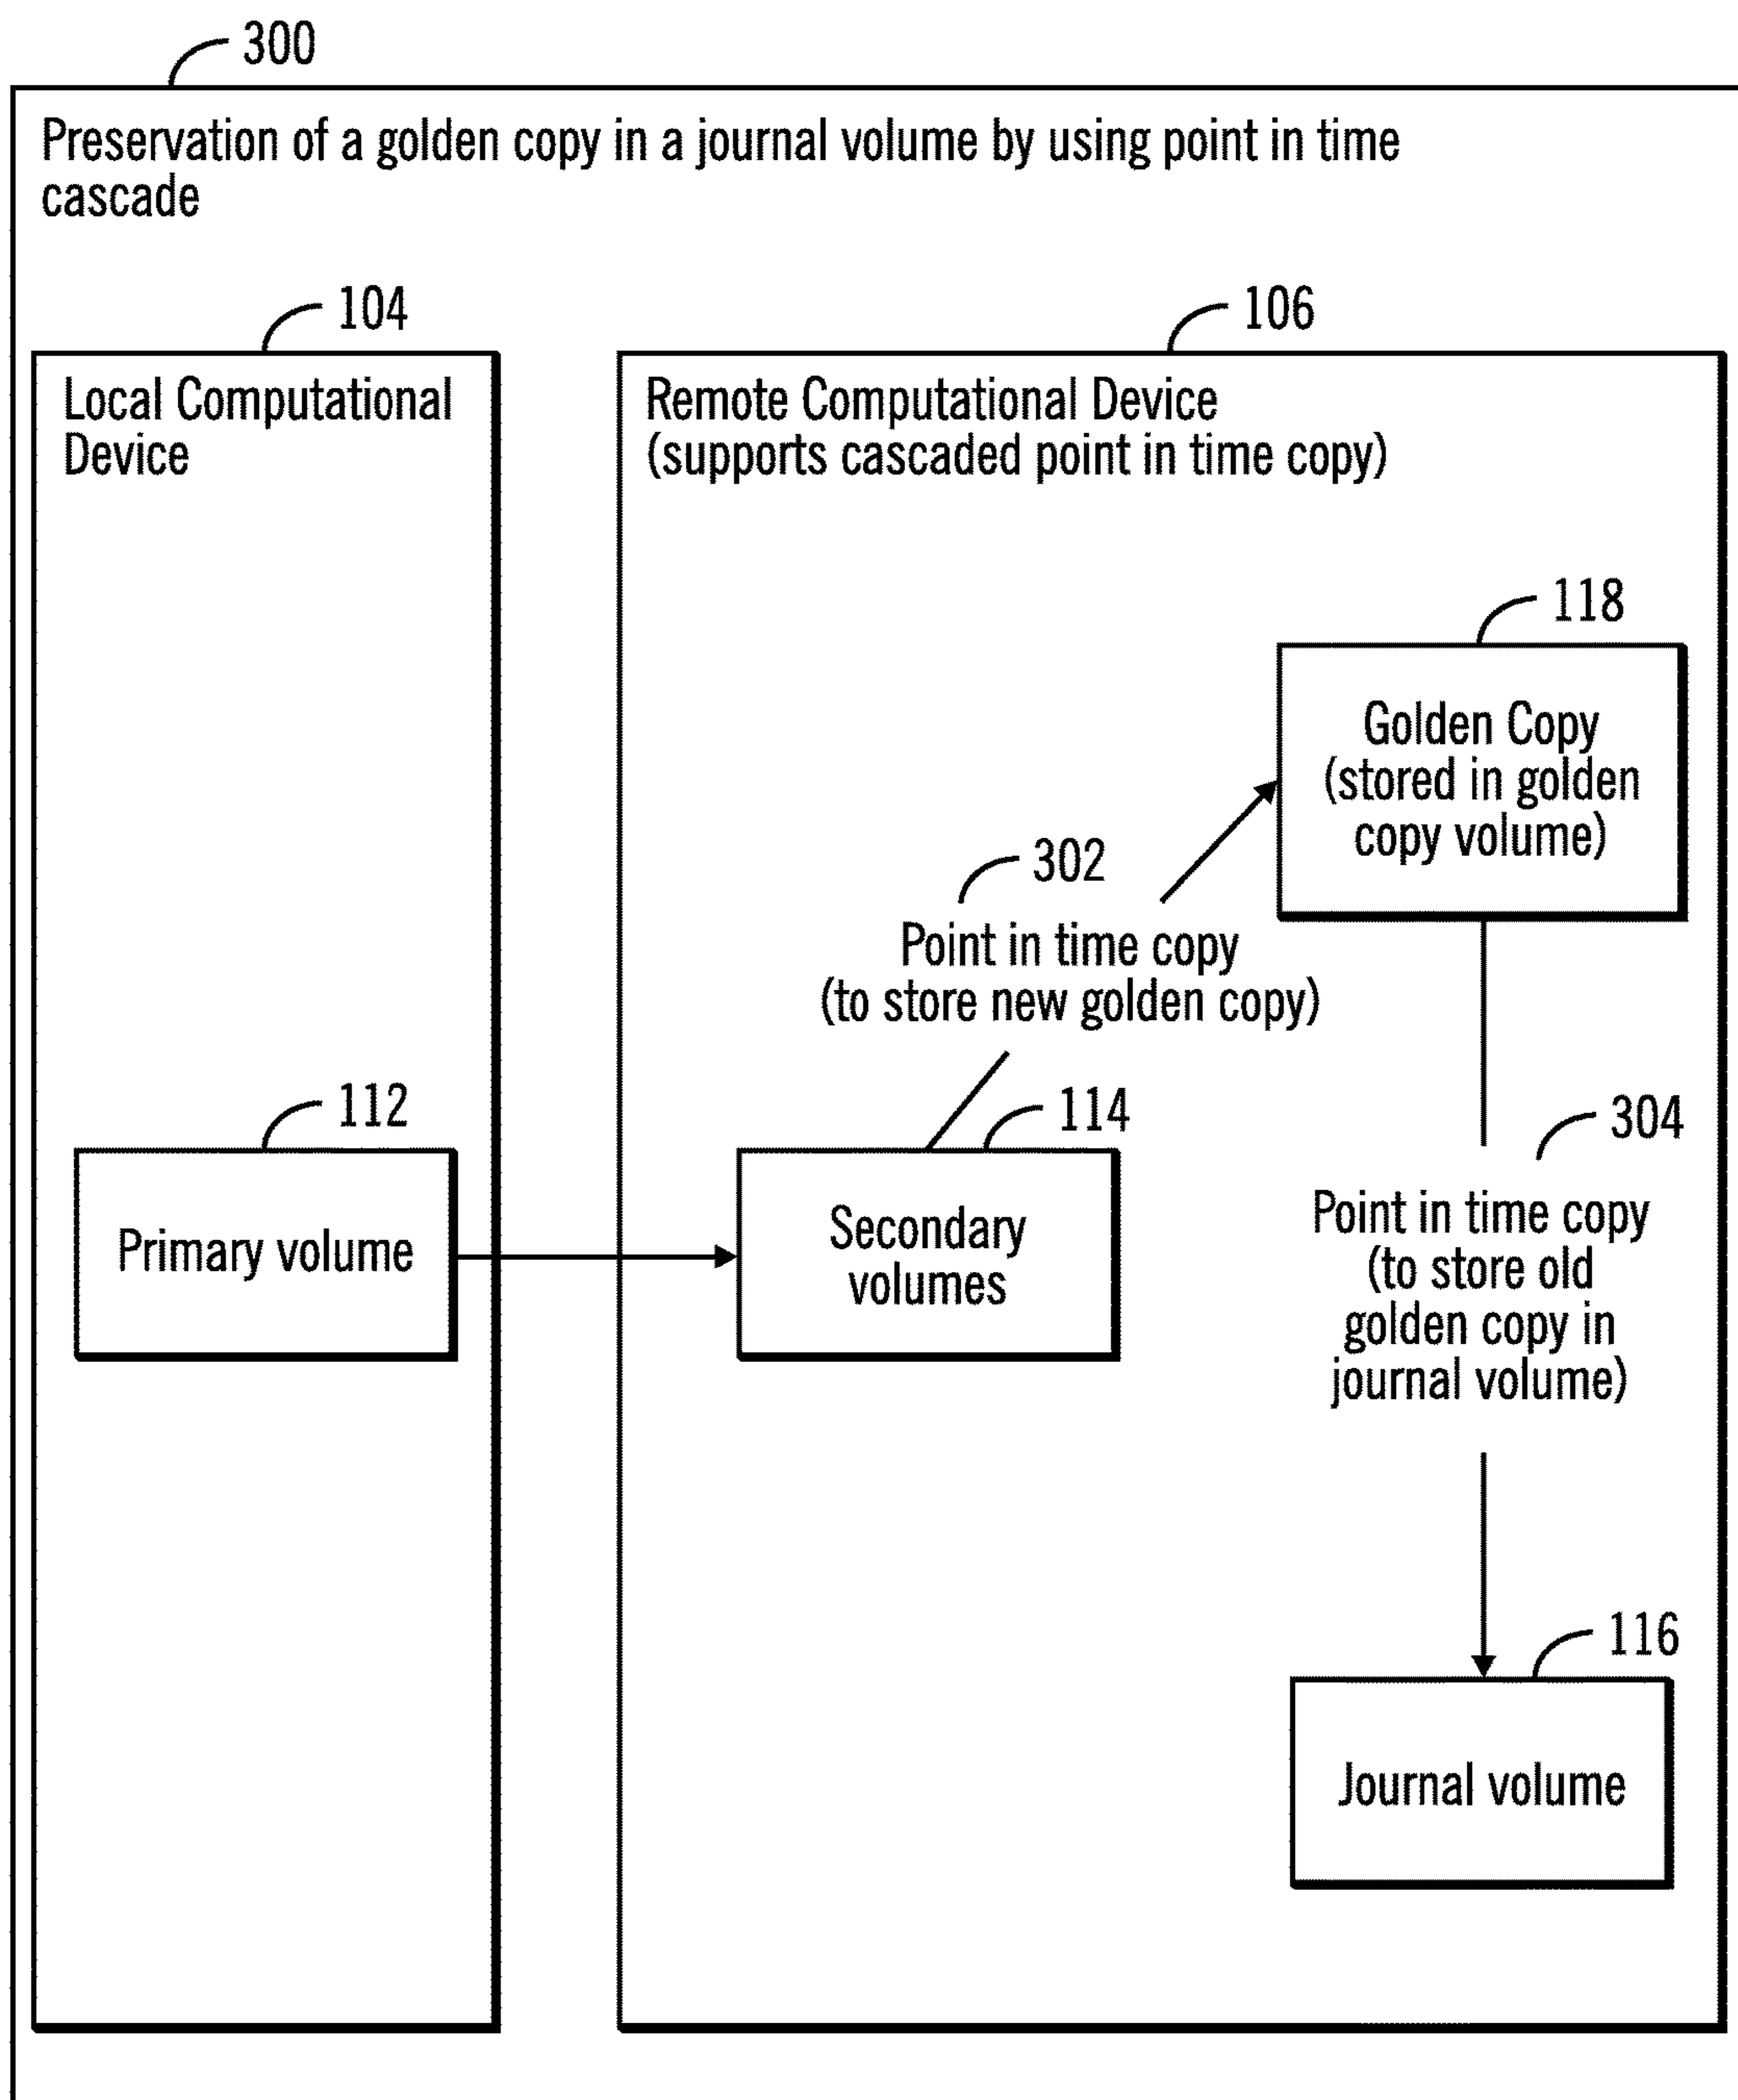 300
Preservation of a golden copy in a journal volume by using point in time
cascade
104
Local Computational
Device
106
Remote Computational Device
(supports cascaded point in time copy)
118
Golden Copy
(stored in golden
copy volume)
302
Point in time copy
(to store new golden copy)
112
Primary volume
114
Secondary
volumes
304
Point in time copy
(to store old
golden copy in
journal volume)
116
Journal volume